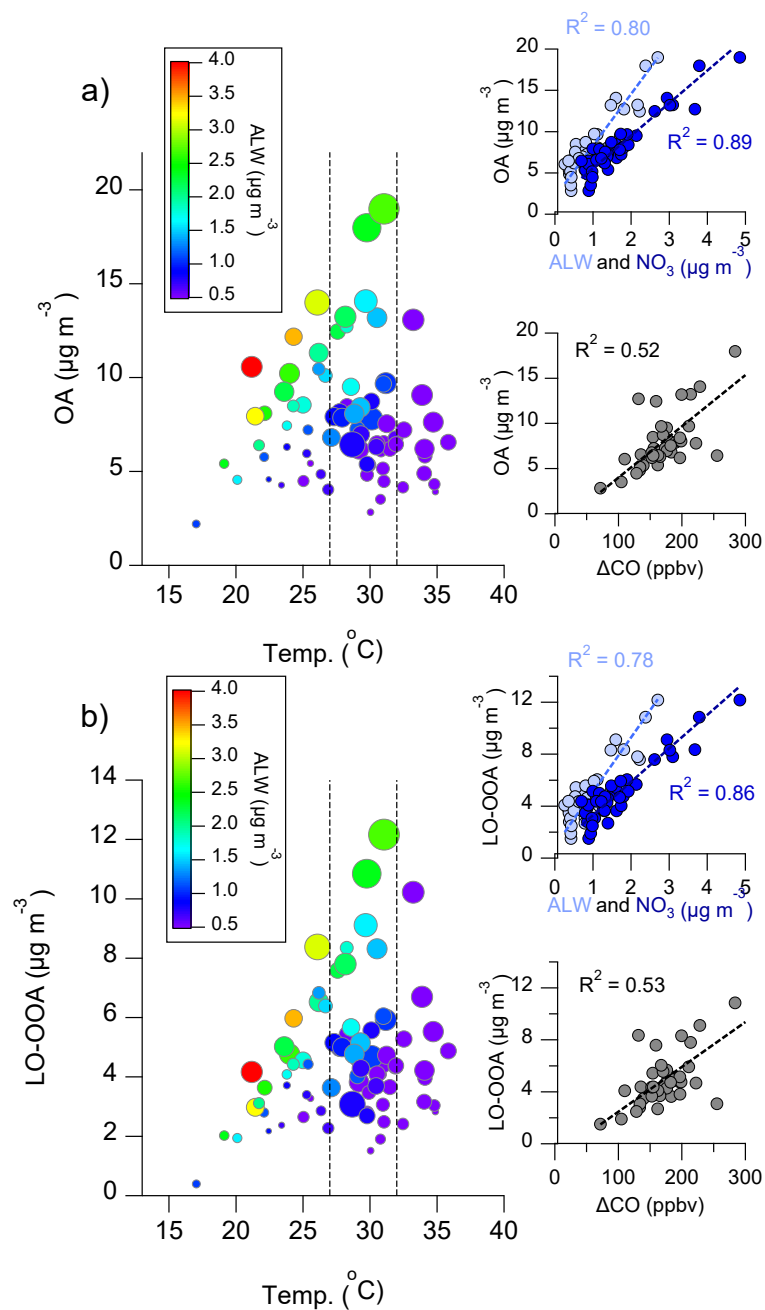 a)
4.0
3.5
3.0
2.5
2.0
1.5
1.0
0.5
ALW (µg m⁻³)
20
15
10
5
0
OA (µg m⁻³)
15 20 25 30 35 40
Temp. (°C)
R² = 0.80
R² = 0.89
20
15
10
5
0
OA (µg m⁻³)
0 1 2 3 4 5
ALW and NO₃ (µg m⁻³)
R² = 0.52
20
15
10
5
0
OA (µg m⁻³)
0 100 200 300
ΔCO (ppbv)
b)
4.0
3.5
3.0
2.5
2.0
1.5
1.0
0.5
ALW (µg m⁻³)
14
12
10
8
6
4
2
0
LO-OOA (µg m⁻³)
15 20 25 30 35 40
Temp. (°C)
R² = 0.78
R² = 0.86
12
8
4
0
LO-OOA (µg m⁻³)
0 1 2 3 4 5
ALW and NO₃ (µg m⁻³)
R² = 0.53
12
8
4
0
LO-OOA (µg m⁻³)
0 100 200 300
ΔCO (ppbv)